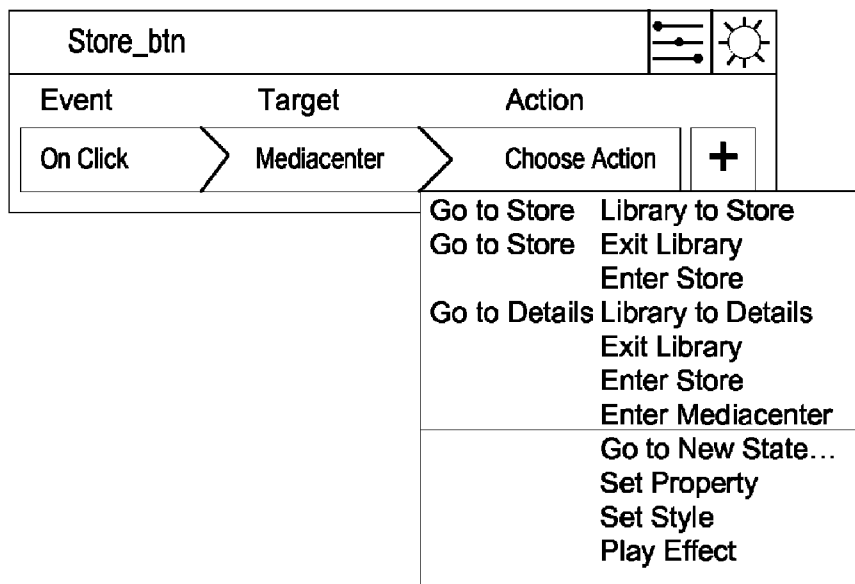 Store_btn
Event Target Action
On Click Mediacenter Choose Action +
Go to Store Library to Store
Go to Store Exit Library
Enter Store
Go to Details Library to Details
Exit Library
Enter Store
Enter Mediacenter
Go to New State...
Set Property
Set Style
Play Effect